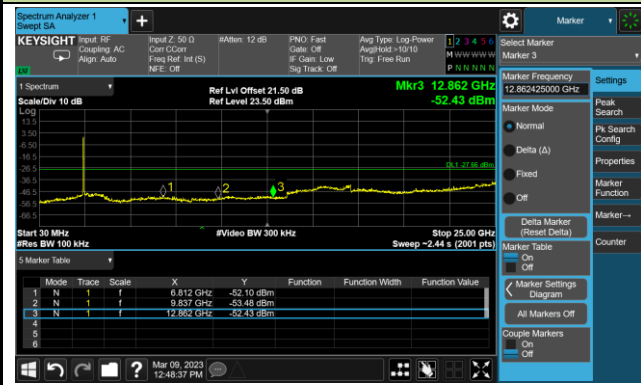 Spectrum Analyzer 1
Swept SA
+
Marker
KEYSIGHT
Input: RF
Coupling: AC
Align: Auto
Input Z: 50 Ω
Corr CCorr
Freq Ref: Int (S)
NFE: Off
#Atten: 12 dB
PNO: Fast
Gate: Off
IF Gain: Low
Sig Track: Off
Avg Type: Log-Power
Avg|Hold:>10/10
Trig: Free Run
1 2 3 4 5 6
M W W W W W
P N N N N N
LXI
Select Marker
Marker 3
1 Spectrum
Scale/Div 10 dB
Log
Ref Lvl Offset 21.50 dB
Ref Level 23.50 dBm
Mkr3 12.862 GHz
-52.43 dBm
13.5
3.50
-6.50
-16.5
-26.5
-36.5
-46.5
-56.5
-66.5
DL1 -27.56 dBm
1
2
3
Start 30 MHz
#Res BW 100 kHz
#Video BW 300 kHz
Stop 25.00 GHz
Sweep ~2.44 s (2001 pts)
5 Marker Table
Mode Trace Scale X Y Function Function Width Function Value
1 N 1 f 6.812 GHz -52.10 dBm
2 N 1 f 9.837 GHz -53.48 dBm
3 N 1 f 12.862 GHz -52.43 dBm
4
5
6
Marker Frequency
12.862425000 GHz
Marker Mode
Normal
Delta (Δ)
Fixed
Off
Delta Marker
(Reset Delta)
Marker Table
On
Off
Marker Settings
Diagram
All Markers Off
Couple Markers
On
Off
Settings
Peak
Search
Pk Search
Config
Properties
Marker
Function
Marker→
Counter
?
Mar 09, 2023
12:48:37 PM